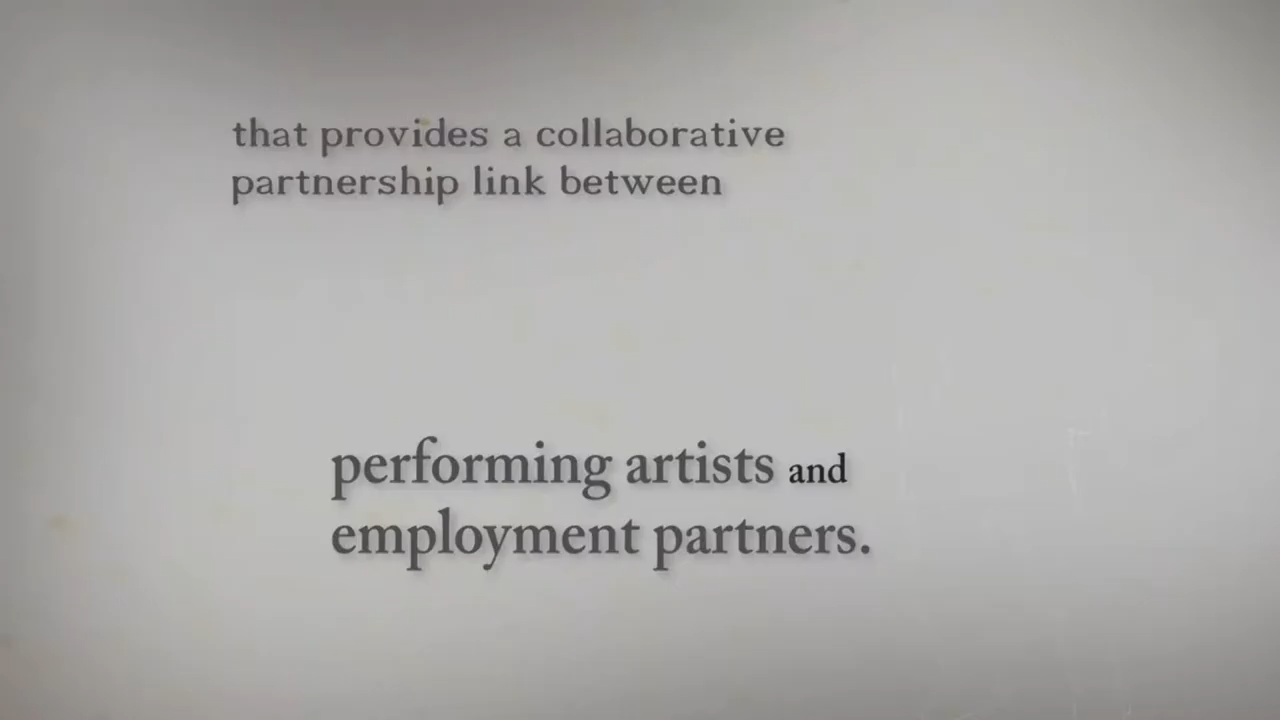 that provides a collaborative
partnership link between
performing artists and
employment partners.